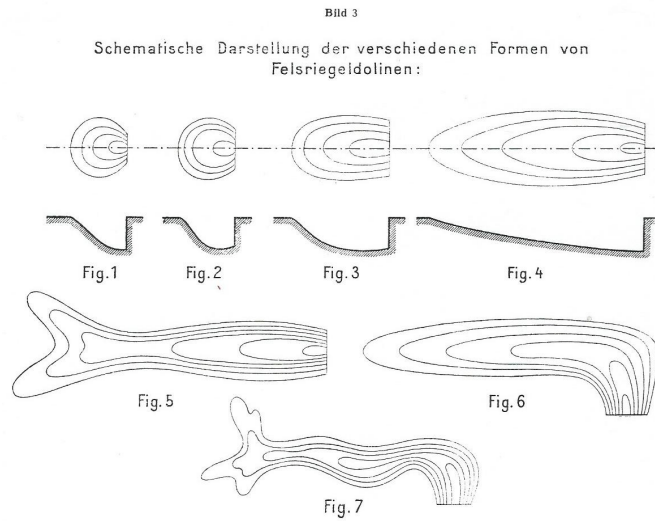 Bild 3
Schematische Darstellung der verschiedenen Formen von
Felsriegeldolinen:
Fig.1
Fig.2
Fig.3
Fig.4
Fig.5
Fig.6
Fig.7